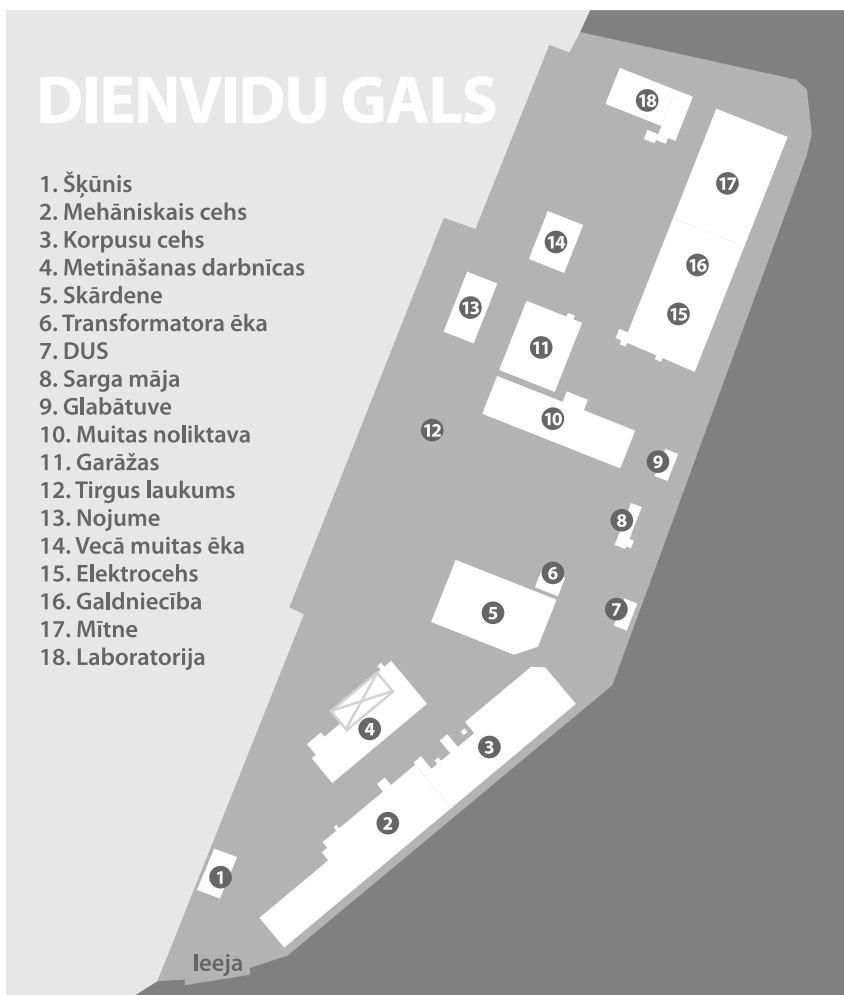 DIENVIDU GALS
1. Šķūnis
2. Mehāniskais cehs
3. Korpusu cehs
4. Metināšanas darbnīcas
5. Skārdene
6. Transformatora ēka
7. DUS
8. Sarga māja
9. Glabātuve
10. Muitas noliktava
11. Garāžas
12. Tirgus laukums
13. Nojume
14. Vecā muitas ēka
15. Elektrocehs
16. Galdniecība
17. Mītne
18. Laboratorija
18
17
14
16
13
15
11
10
12
9
8
6
7
5
4
3
2
1
Ieeja